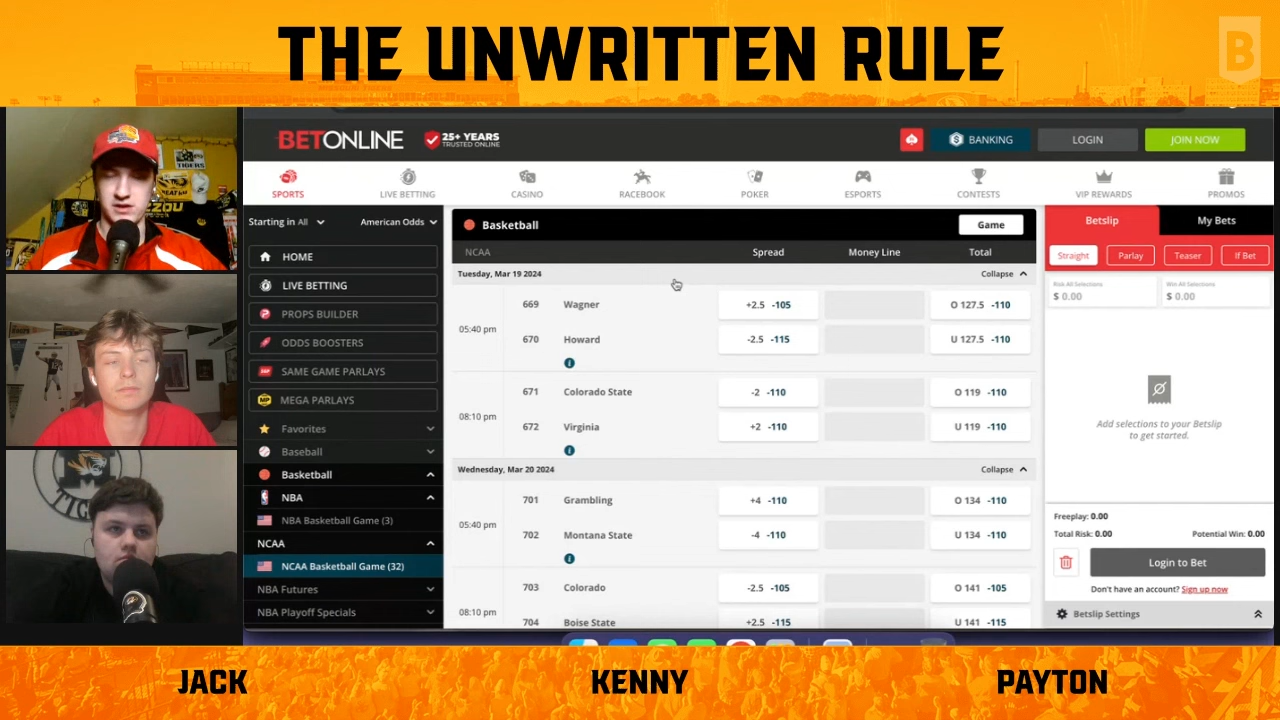 THE UNWRITTEN RULE
B
TIGERS
BETONLINE
25+ YEARS
TRUSTED ONLINE
BANKING
LOGIN
JOIN NOW
SPORTS
LIVE BETTING
CASINO
RACEBOOK
POKER
ESPORTS
CONTESTS
VIP REWARDS
PROMOS
Starting in All
American Odds
HOME
LIVE BETTING
PROPS BUILDER
ODDS BOOSTERS
SAME GAME PARLAYS
MEGA PARLAYS
Favorites
Baseball
Basketball
NBA
NBA Basketball Game (3)
NCAA
NCAA Basketball Game (32)
NBA Futures
NBA Playoff Specials
Basketball
Game
NCAA Spread Money Line Total
Tuesday, Mar 19 2024 Collapse
669 Wagner +2.5 -105 O 127.5 -110
05:40 pm
670 Howard -2.5 -115 U 127.5 -110
671 Colorado State -2 -110 O 119 -110
08:10 pm
672 Virginia +2 -110 U 119 -110
Wednesday, Mar 20 2024 Collapse
701 Grambling +4 -110 O 134 -110
05:40 pm
702 Montana State -4 -110 U 134 -110
703 Colorado -2.5 -105 O 141 -105
08:10 pm
704 Boise State +2.5 -115 U 141 -115
Betslip My Bets
Straight Parlay Teaser If Bet
Risk All Selections Win All Selections
$ 0.00 $ 0.00
Add selections to your Betslip
to get started.
Freeplay: 0.00
Total Risk: 0.00 Potential Win: 0.00
Login to Bet
Don't have an account? Sign up now
Betslip Settings
JACK KENNY PAYTON